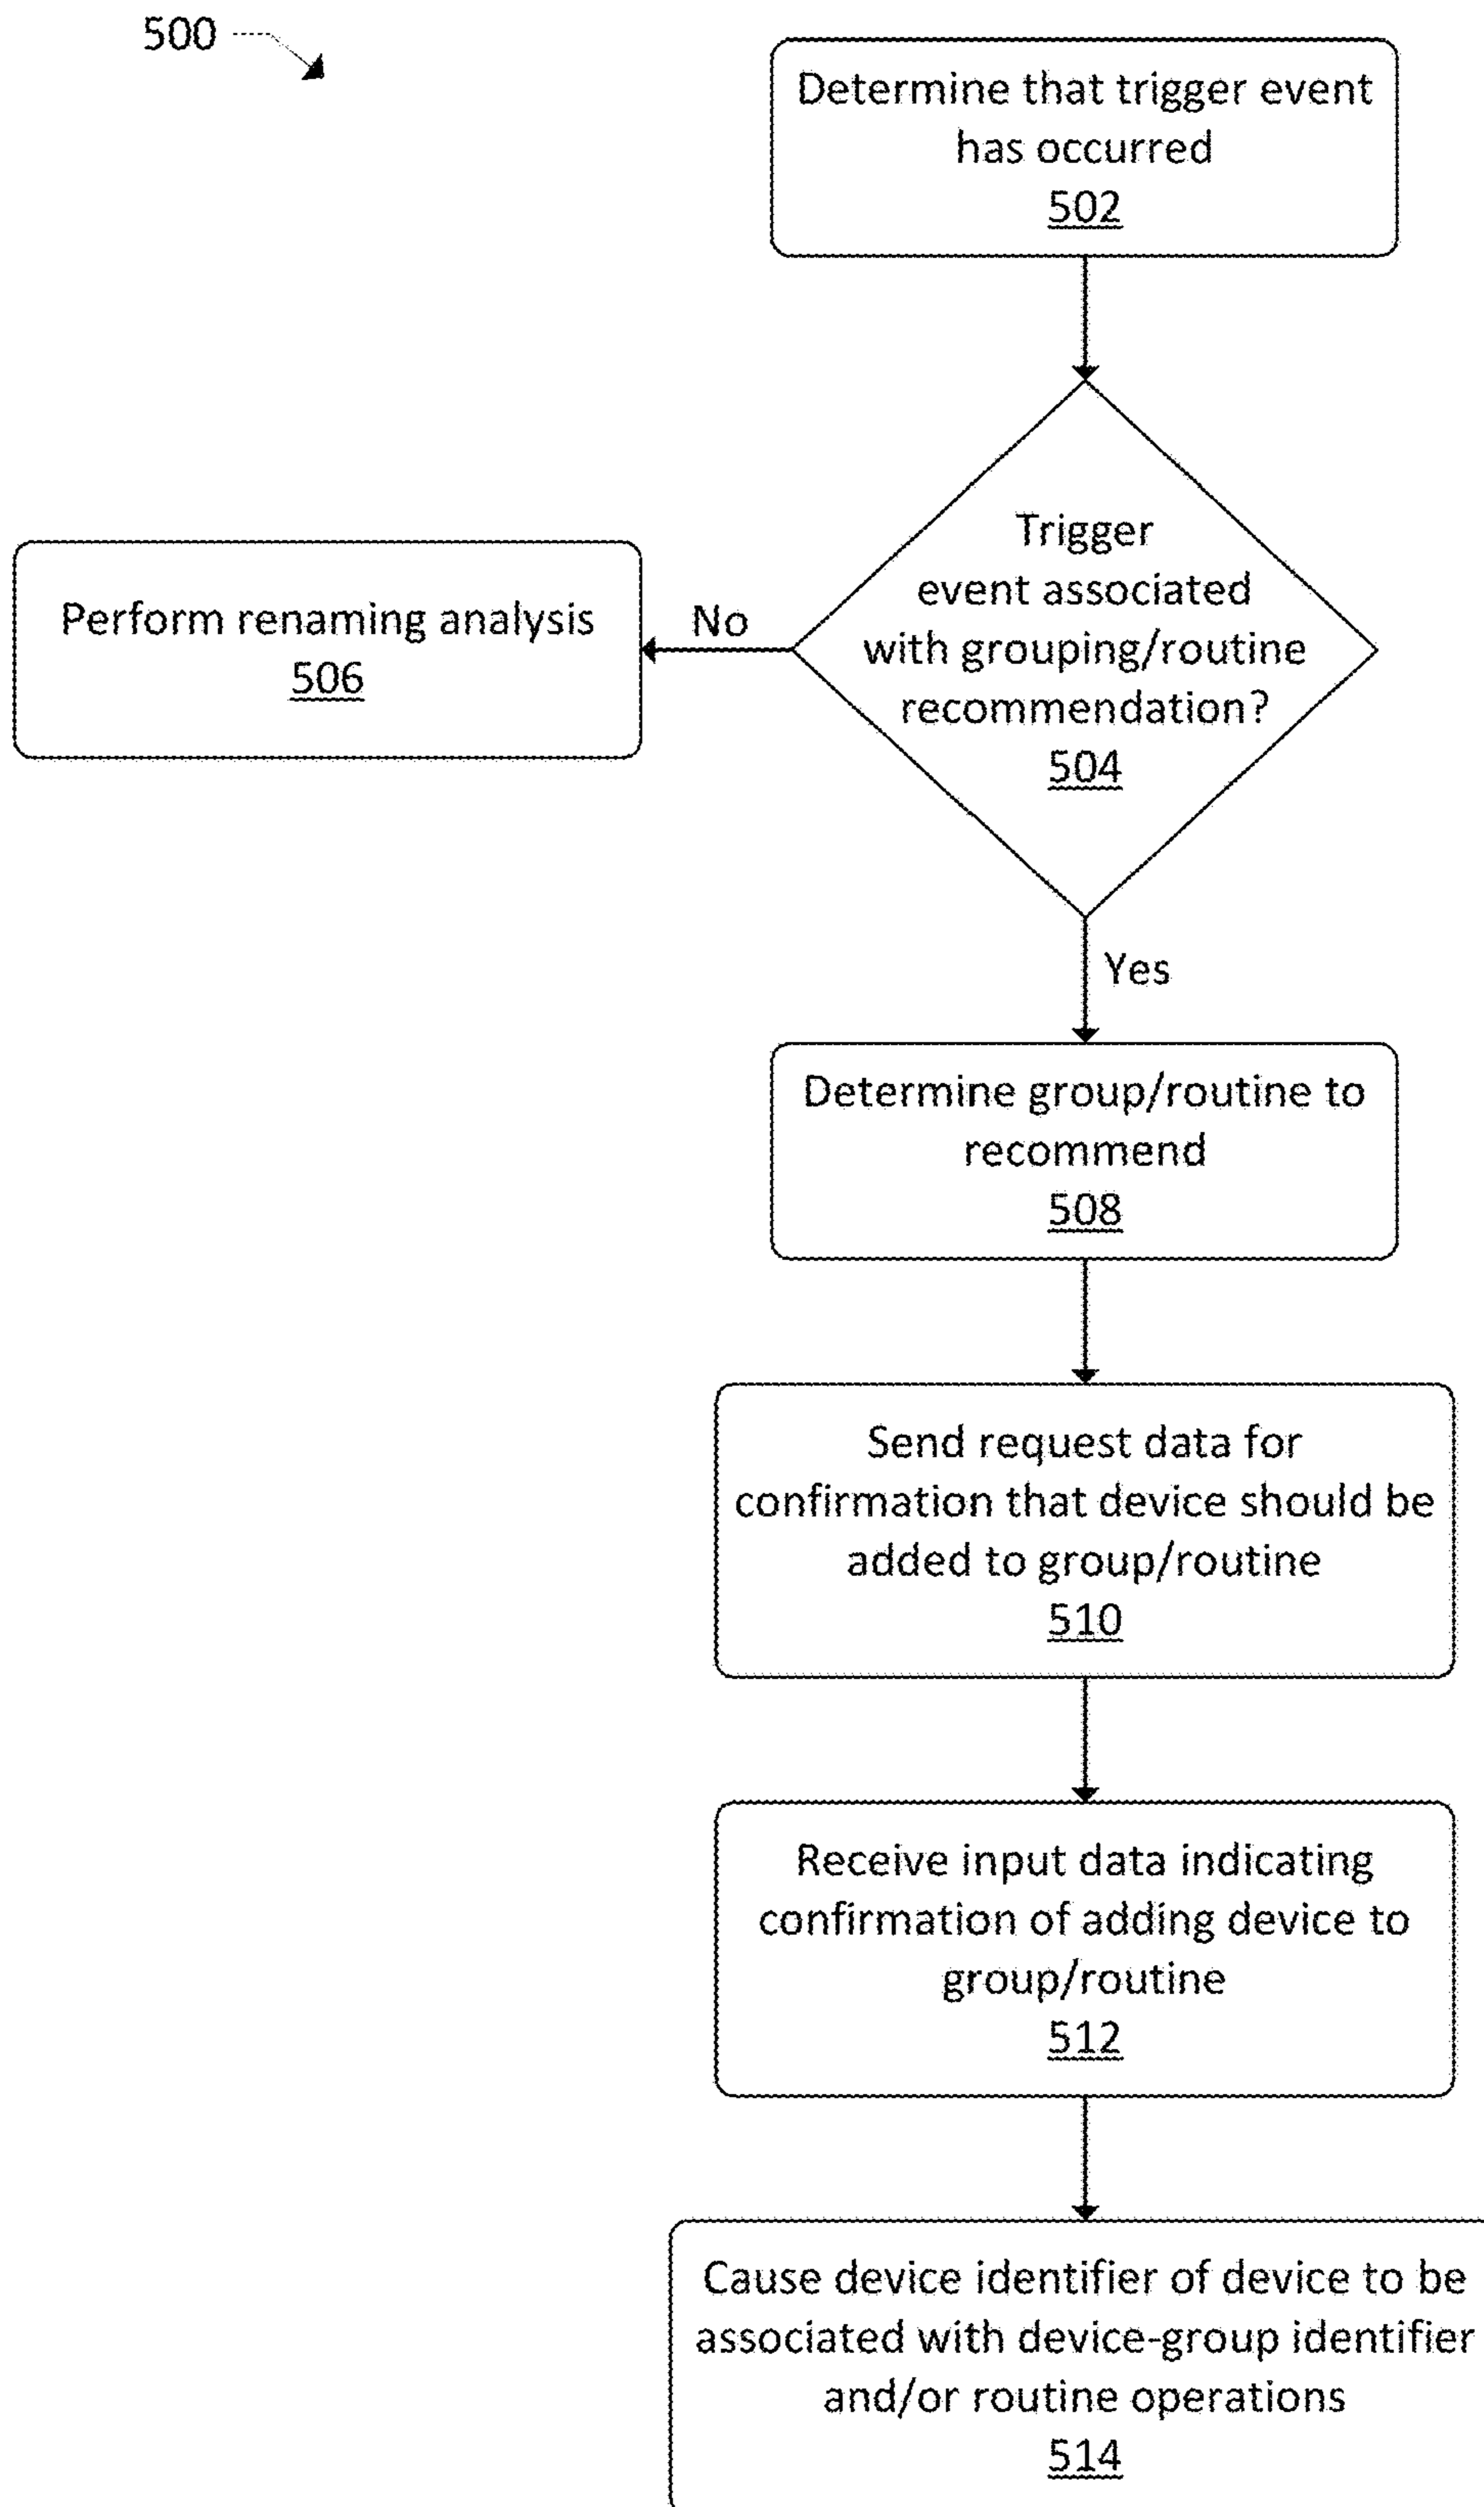 500
Determine that trigger event
has occurred
502
Trigger
event associated
with grouping/routine
recommendation?
504
No
Perform renaming analysis
506
Yes
Determine group/routine to
recommend
508
Send request data for
confirmation that device should be
added to group/routine
510
Receive input data indicating
confirmation of adding device to
group/routine
512
Cause device identifier of device to be
associated with device-group identifier
and/or routine operations
514